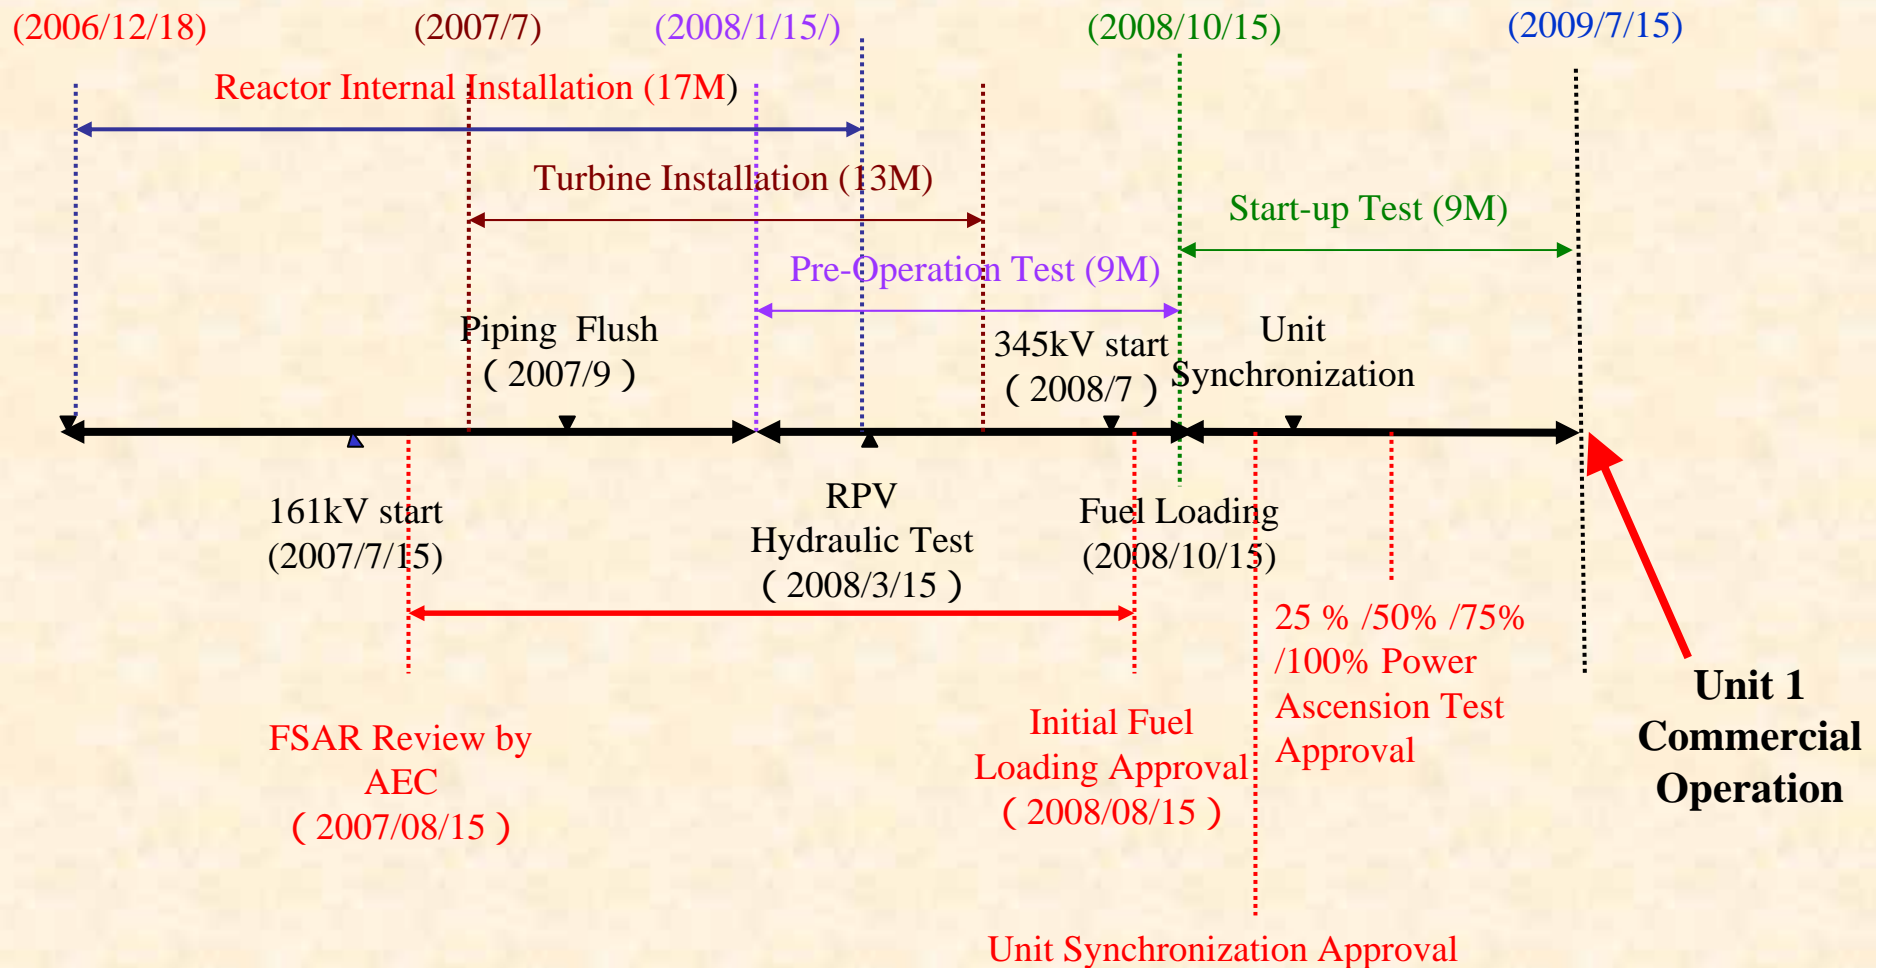 (2006/12/18)
(2007/7)
(2008/1/15/)
(2008/10/15)
(2009/7/15)
Reactor Internal Installation (17M)
Turbine Installation (13M)
Start-up Test (9M)
Pre-Operation Test (9M)
Piping Flush
( 2007/9 )
345kV start
( 2008/7 )
Unit
Synchronization
161kV start
(2007/7/15)
RPV
Hydraulic Test
( 2008/3/15 )
Fuel Loading
(2008/10/15)
25 % /50% /75%
/100% Power
Ascension Test
Approval
Unit 1
Commercial
Operation
FSAR Review by
AEC
( 2007/08/15 )
Initial Fuel
Loading Approval
( 2008/08/15 )
Unit Synchronization Approval